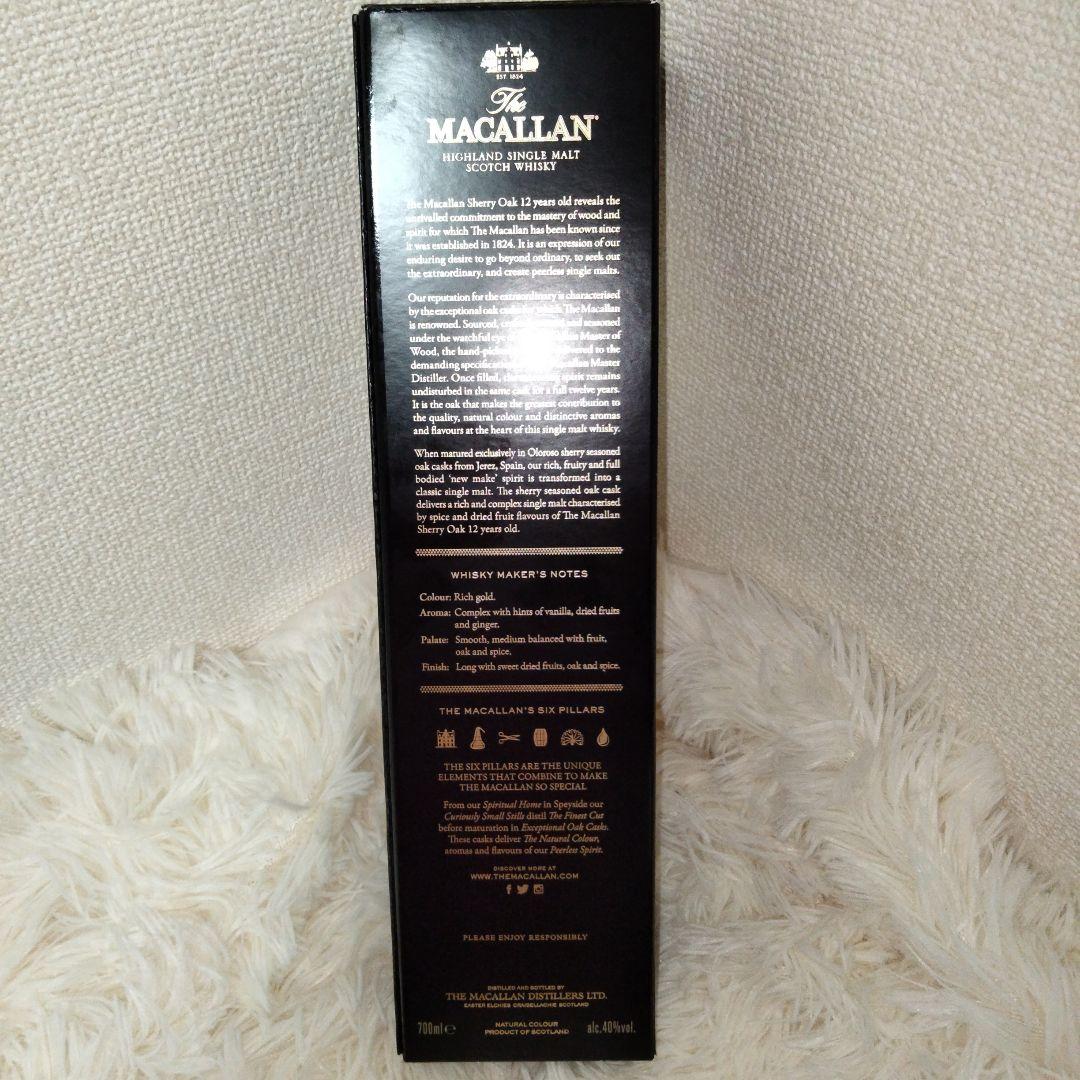 EST. 1824
The
MACALLAN®
HIGHLAND SINGLE MALT
SCOTCH WHISKY
The Macallan Sherry Oak 12 years old reveals the
unrivalled commitment to the mastery of wood and
spirit for which The Macallan has been known since
it was established in 1824. It is an expression of our
enduring desire to go beyond ordinary, to seek out
the extraordinary, and create peerless single malts.
Our reputation for the extraordinary is characterised
by the exceptional oak casks for which The Macallan
is renowned. Sourced, and seasoned
under the watchful eye Master of
Wood, the hand-picked delivered to the
demanding Macallan Master
Distiller. Once filled, the spirit remains
undisturbed in the same cask for a full twelve years.
It is the oak that makes the greatest contribution to
the quality, natural colour and distinctive aromas
and flavours at the heart of this single malt whisky.
When matured exclusively in Oloroso sherry seasoned
oak casks from Jerez, Spain, our rich, fruity and full
bodied 'new make' spirit is transformed into a
classic single malt. The sherry seasoned oak cask
delivers a rich and complex single malt characterised
by spice and dried fruit flavours of The Macallan
Sherry Oak 12 years old.
WHISKY MAKER'S NOTES
Colour: Rich gold.
Aroma: Complex with hints of vanilla, dried fruits
and ginger.
Palate: Smooth, medium balanced with fruit,
oak and spice.
Finish: Long with sweet dried fruits, oak and spice.
THE MACALLAN'S SIX PILLARS
THE SIX PILLARS ARE THE UNIQUE
ELEMENTS THAT COMBINE TO MAKE
THE MACALLAN SO SPECIAL
From our Spiritual Home in Speyside our
Curiously Small Stills distil The Finest Cut
before maturation in Exceptional Oak Casks.
These casks deliver The Natural Colour,
aromas and flavours of our Peerless Spirit.
DISCOVER MORE AT
WWW.THEMACALLAN.COM
PLEASE ENJOY RESPONSIBLY
DISTILLED AND BOTTLED BY
THE MACALLAN DISTILLERS LTD.
EASTER ELCHIES CRAIGELLACHIE SCOTLAND
700ml ℮ NATURAL COLOUR alc.40%vol.
PRODUCT OF SCOTLAND